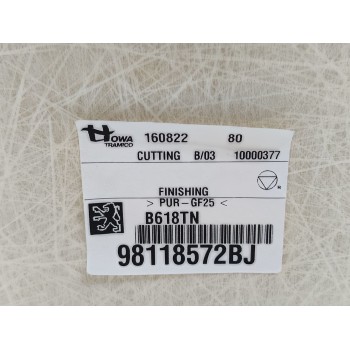 HOWA
TRAMICO
160822 80
CUTTING B/03 10000377
FINISHING
> PUR-GF25 <
B618TN
98118572BJ